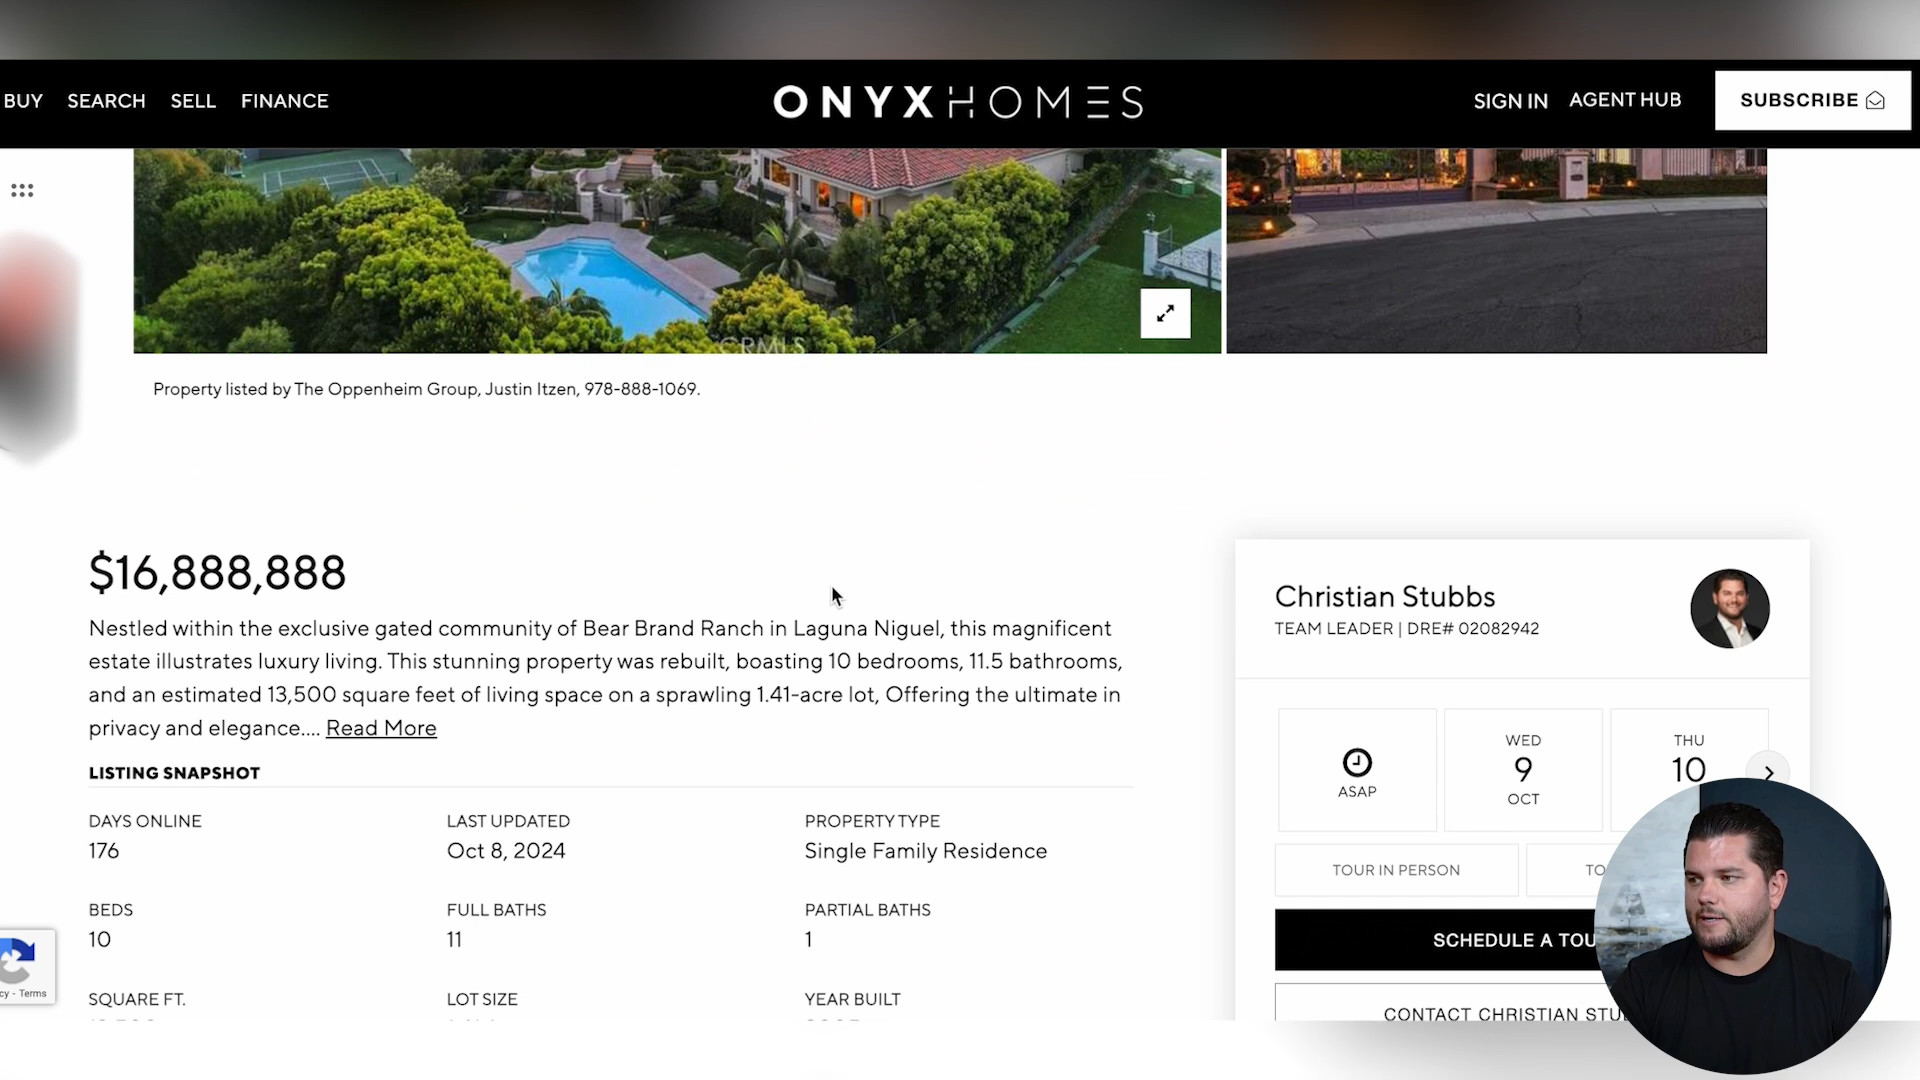 BUY SEARCH SELL FINANCE
ONYXHOMES
SIGN IN AGENT HUB SUBSCRIBE
CRMLS
Property listed by The Oppenheim Group, Justin Itzen, 978-888-1069.
$16,888,888
Nestled within the exclusive gated community of Bear Brand Ranch in Laguna Niguel, this magnificent
estate illustrates luxury living. This stunning property was rebuilt, boasting 10 bedrooms, 11.5 bathrooms,
and an estimated 13,500 square feet of living space on a sprawling 1.41-acre lot, Offering the ultimate in
privacy and elegance.... Read More
LISTING SNAPSHOT
DAYS ONLINE LAST UPDATED PROPERTY TYPE
176 Oct 8, 2024 Single Family Residence
BEDS FULL BATHS PARTIAL BATHS
10 11 1
SQUARE FT. LOT SIZE YEAR BUILT
Christian Stubbs
TEAM LEADER | DRE# 02082942
ASAP
WED
9
OCT
THU
10
TOUR IN PERSON TO
SCHEDULE A TOU
CONTACT CHRISTIAN STU
cy - Terms